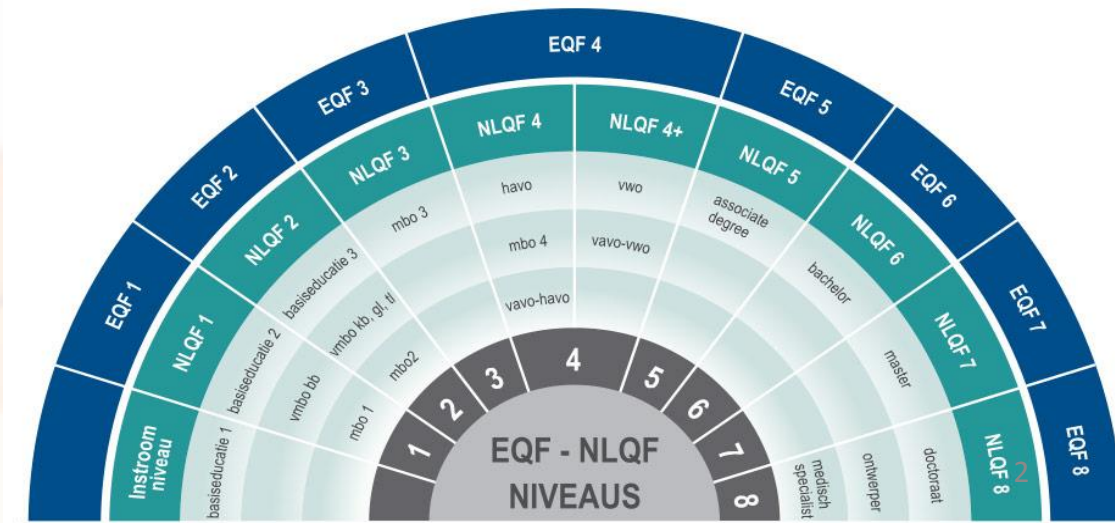 EQF 1
EQF 2
EQF 3
EQF 4
EQF 5
EQF 6
EQF 7
EQF 8
Instroom
niveau
NLQF 1
NLQF 2
NLQF 3
NLQF 4
NLQF 4+
NLQF 5
NLQF 6
NLQF 7
NLQF 8
2
basiseducatie 1
basiseducatie 2
vmbo bb
mbo 1
basiseducatie 3
vmbo kb, gl, tl
mbo2
mbo 3
havo
mbo 4
vavo-havo
vwo
vavo-vwo
associate
degree
bachelor
master
doctoraat
ontwerper
medisch
specialist
1
2
3
4
5
6
7
8
EQF - NLQF
NIVEAUS